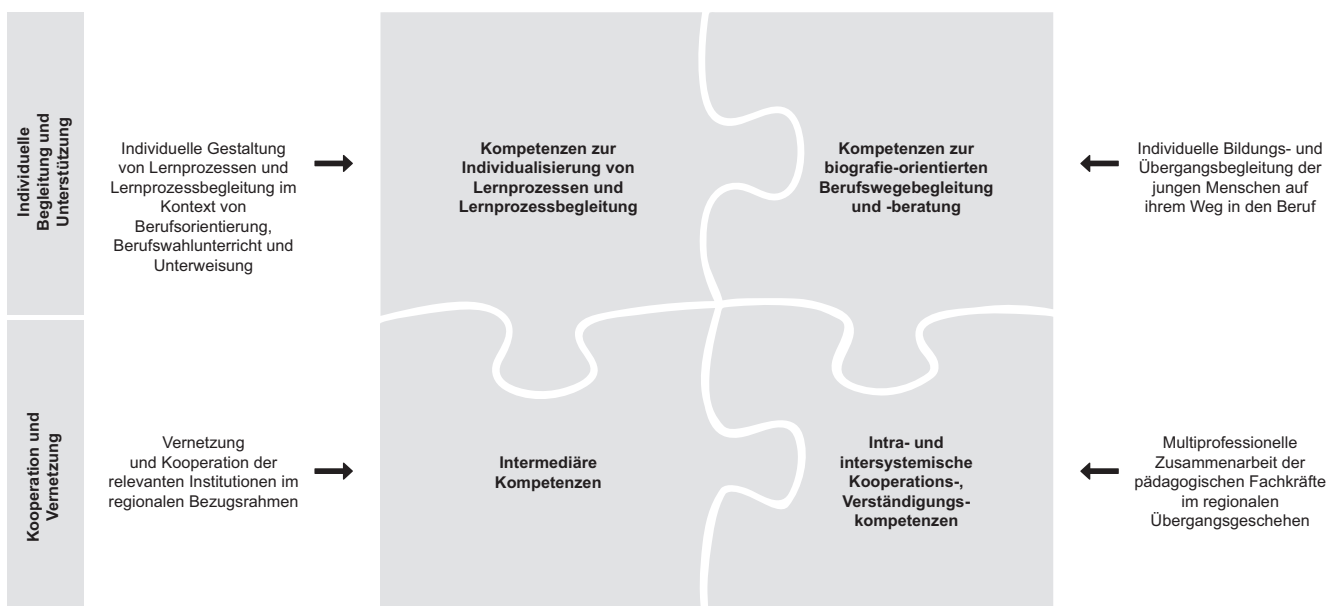 Individuelle
Begleitung und
Unterstützung
Individuelle Gestaltung
von Lernprozessen und
Lernprozessbegleitung im
Kontext von
Berufsorientierung,
Berufswahlunterricht und
Unterweisung
Kompetenzen zur
Individualisierung von
Lernprozessen und
Lernprozessbegleitung
Kompetenzen zur
biografie-orientierten
Berufswegebegleitung
und -beratung
Individuelle Bildungs- und
Übergangsbegleitung der
jungen Menschen auf
ihrem Weg in den Beruf
Kooperation und
Vernetzung
Vernetzung
und Kooperation der
relevanten Institutionen im
regionalen Bezugsrahmen
Intermediäre
Kompetenzen
Intra- und
intersystemische
Kooperations-,
Verständigungs-
kompetenzen
Multiprofessionelle
Zusammenarbeit der
pädagogischen Fachkräfte
im regionalen
Übergangsgeschehen